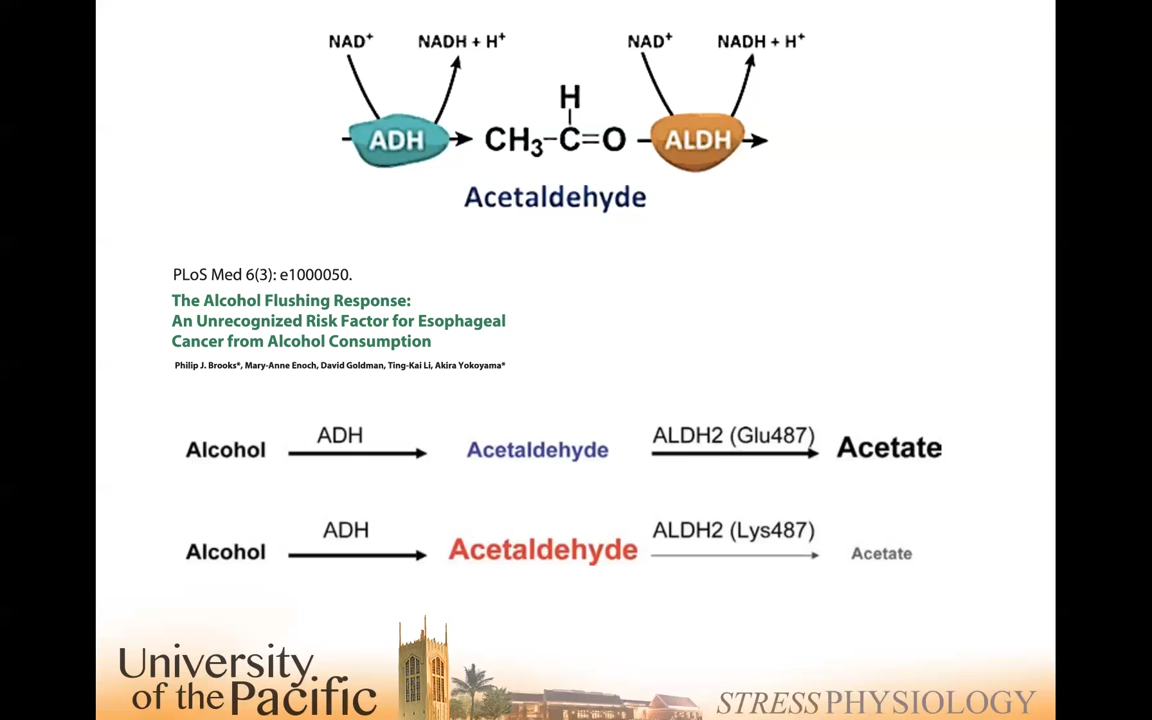 NAD⁺ NADH + H⁺ NAD⁺ NADH + H⁺
H
ADH CH₃-C=O ALDH
Acetaldehyde
PLoS Med 6(3): e1000050.
The Alcohol Flushing Response:
An Unrecognized Risk Factor for Esophageal
Cancer from Alcohol Consumption
Philip J. Brooks*, Mary-Anne Enoch, David Goldman, Ting-Kai Li, Akira Yokoyama*
Alcohol ADH Acetaldehyde ALDH2 (Glu487) Acetate
Alcohol ADH Acetaldehyde ALDH2 (Lys487) Acetate
University
of the Pacific
STRESS PHYSIOLOGY